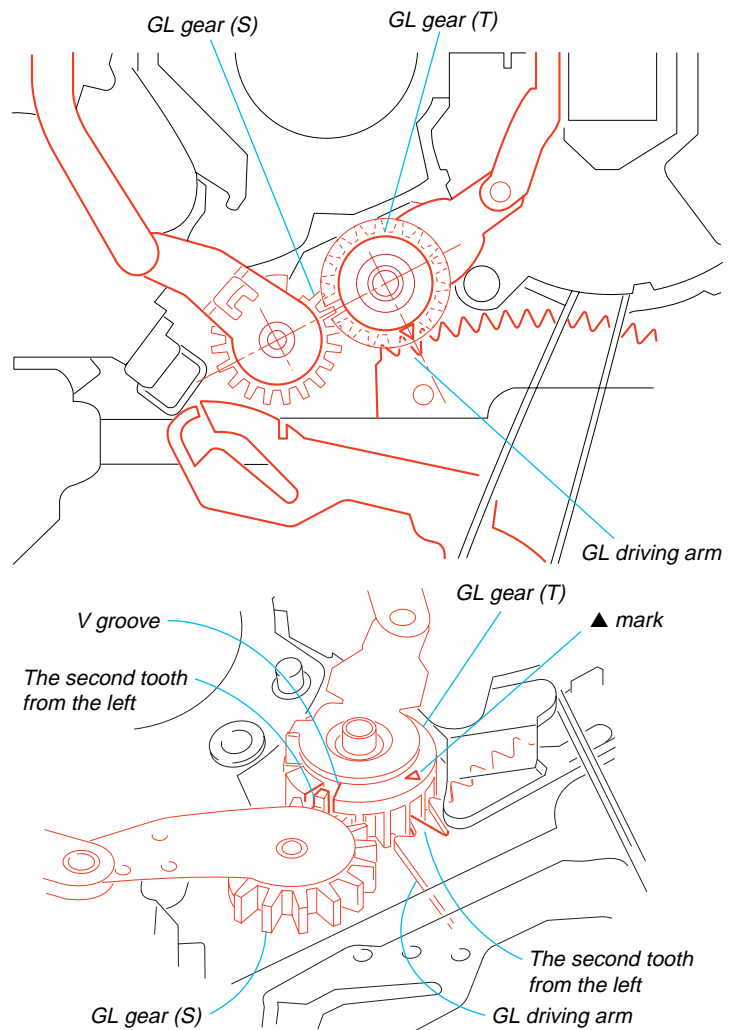 GL gear (S)
GL gear (T)
GL driving arm
GL gear (T)
V groove
▲ mark
The second tooth
from the left
The second tooth
from the left
GL gear (S)
GL driving arm